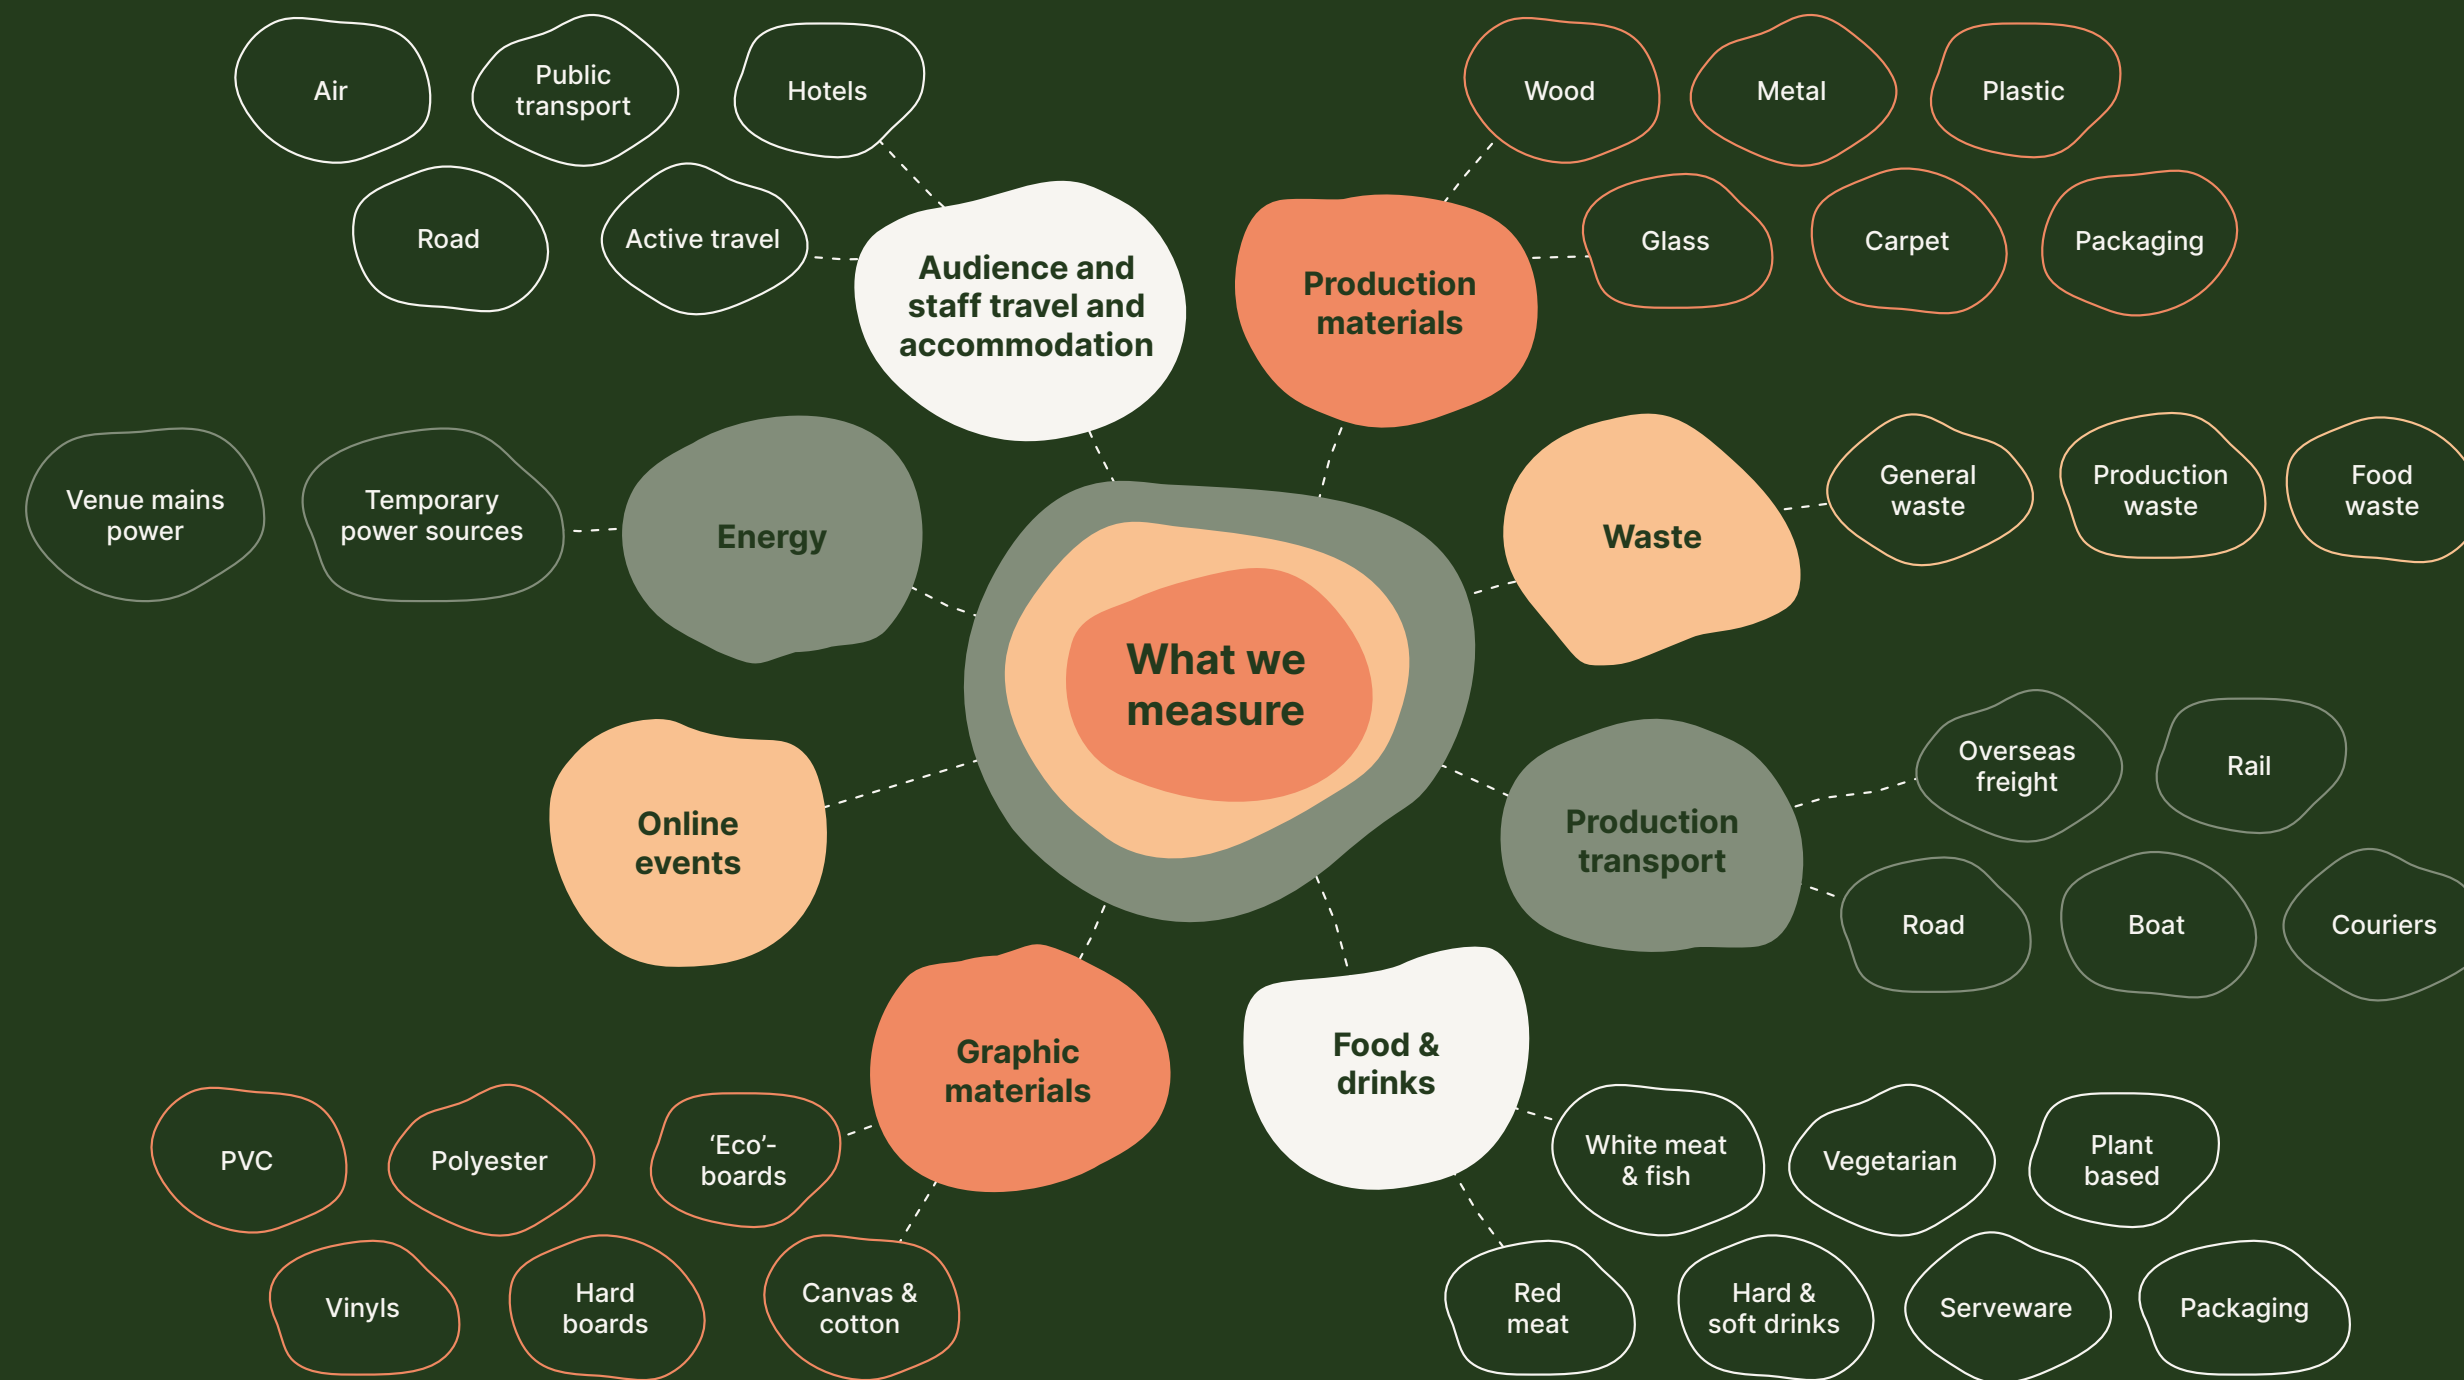 Air
Public
transport
Hotels
Road
Active travel
Audience and
staff travel and
accommodation
Wood
Metal
Plastic
Glass
Carpet
Packaging
Production
materials
Venue mains
power
Temporary
power sources
Energy
Waste
General
waste
Production
waste
Food
waste
What we
measure
Online
events
Production
transport
Overseas
freight
Rail
Road
Boat
Couriers
Graphic
materials
PVC
Polyester
‘Eco’-
boards
Vinyls
Hard
boards
Canvas &
cotton
Food &
drinks
White meat
& fish
Vegetarian
Plant
based
Red
meat
Hard &
soft drinks
Serveware
Packaging